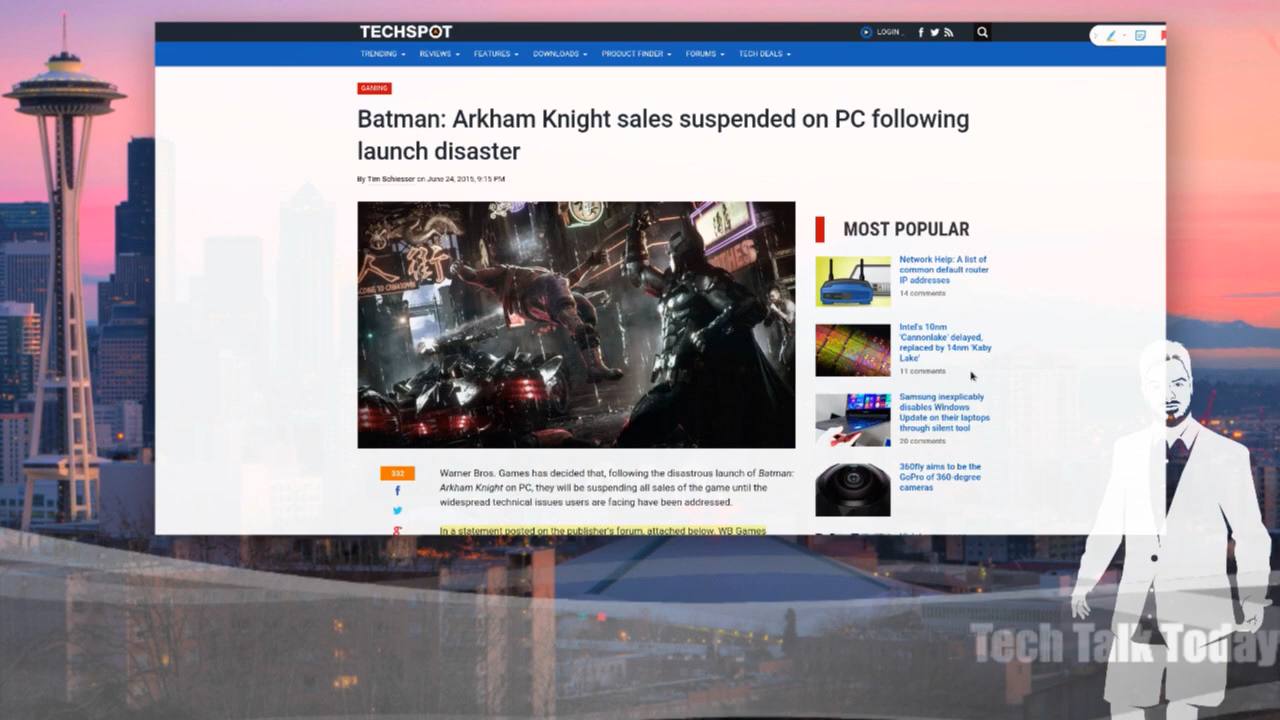 TECHSPOT
LOGIN
TRENDING REVIEWS FEATURES DOWNLOADS PRODUCT FINDER FORUMS TECH DEALS
GAMING
Batman: Arkham Knight sales suspended on PC following
launch disaster
By Tim Schiesser on June 24, 2015, 9:15 PM
人街
COME TO CHINATOWN
MOST POPULAR
Network Help: A list of
common default router
IP addresses
14 comments
Intel's 10nm
'Cannonlake' delayed,
replaced by 14nm 'Kaby
Lake'
11 comments
Samsung inexplicably
disables Windows
Update on their laptops
through silent tool
20 comments
360fly aims to be the
GoPro of 360-degree
cameras
332
Warner Bros. Games has decided that, following the disastrous launch of Batman:
Arkham Knight on PC, they will be suspending all sales of the game until the
widespread technical issues users are facing have been addressed.
In a statement posted on the publisher's forum, attached below, WB Games
Tech Talk Today